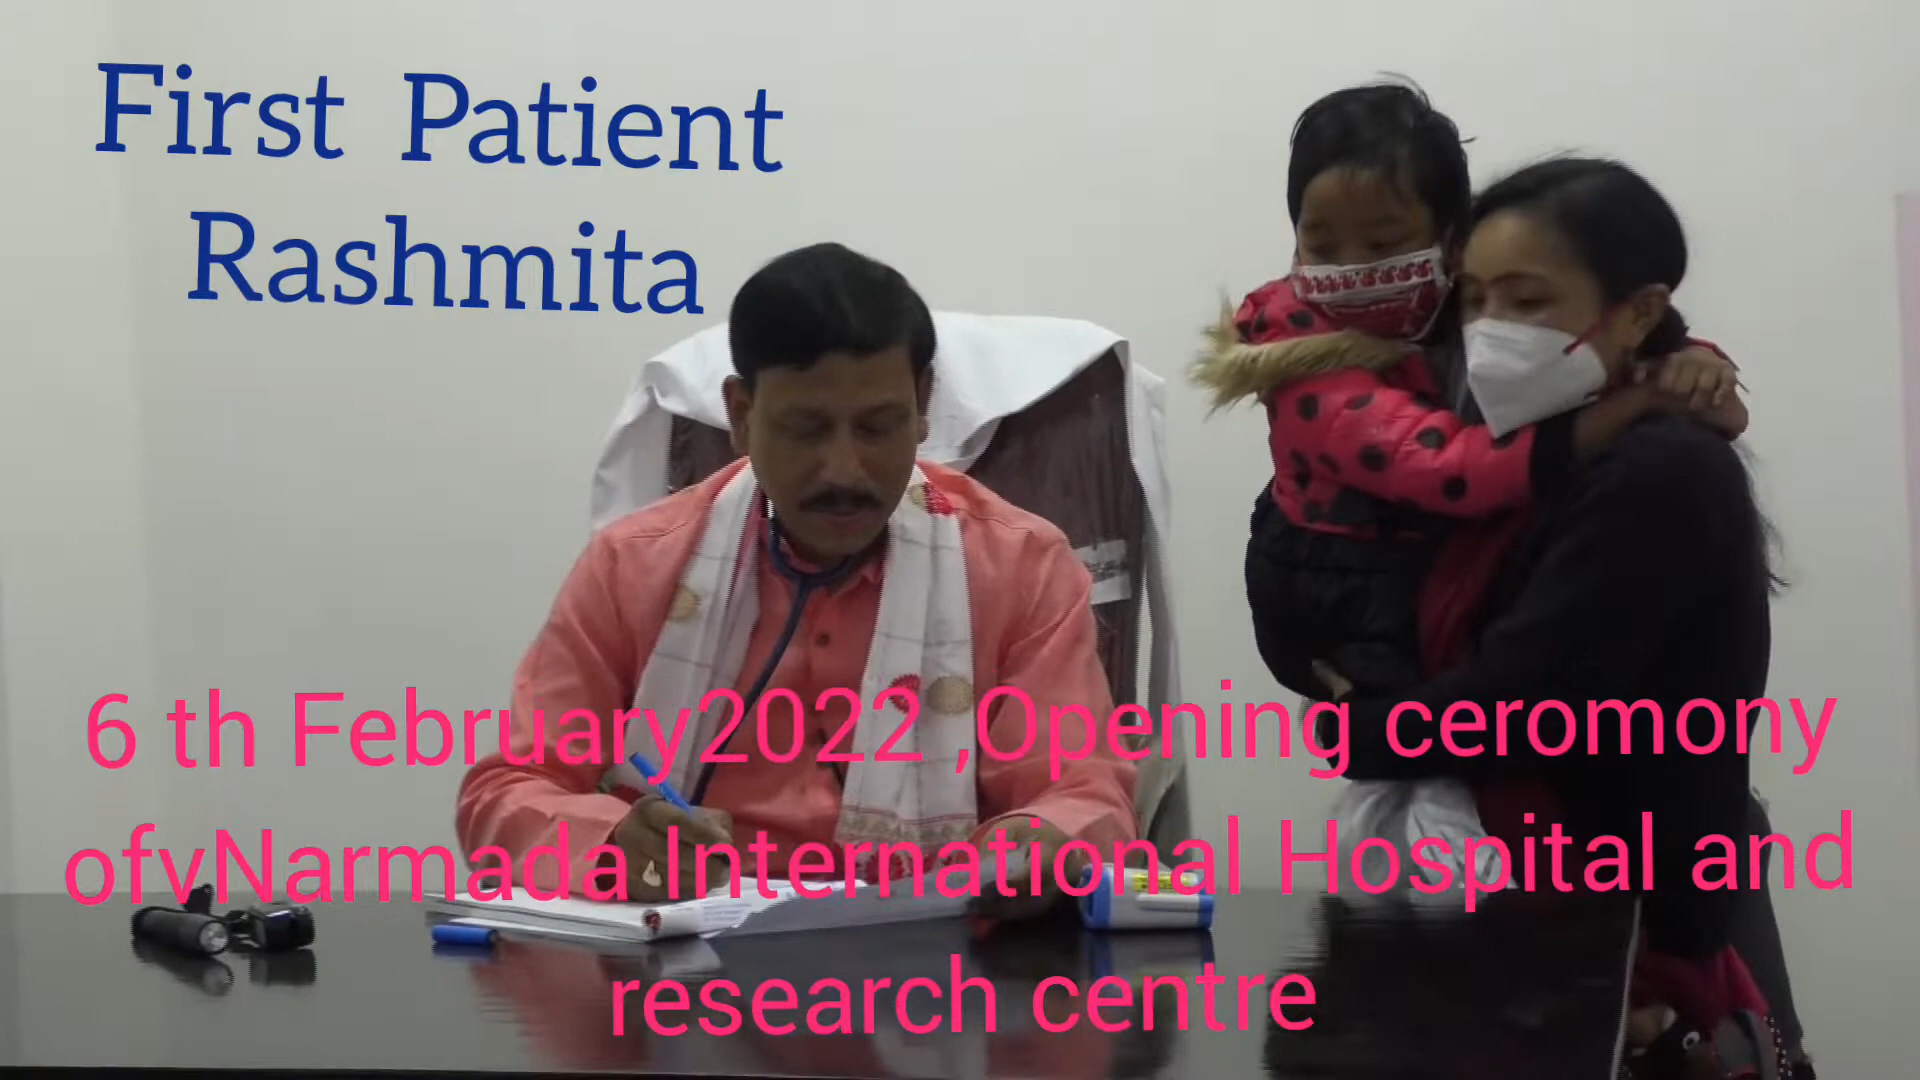 First Patient
Rashmita
6 th February2022 ,Opening ceromony
ofvNarmada International Hospital and
research centre